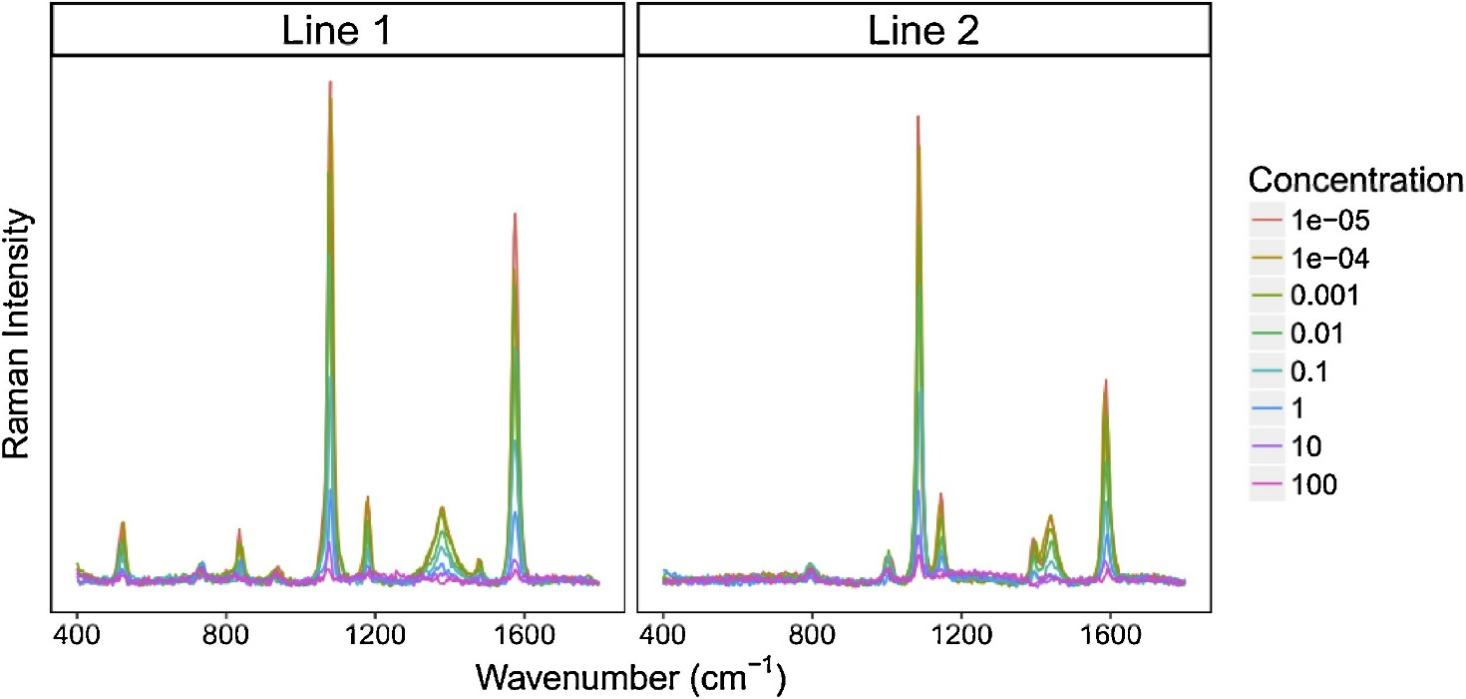 Line 1
Line 2
Raman Intensity
400 800 1200 1600
400 800 1200 1600
Wavenumber (cm⁻¹)
Concentration
1e−05
1e−04
0.001
0.01
0.1
1
10
100